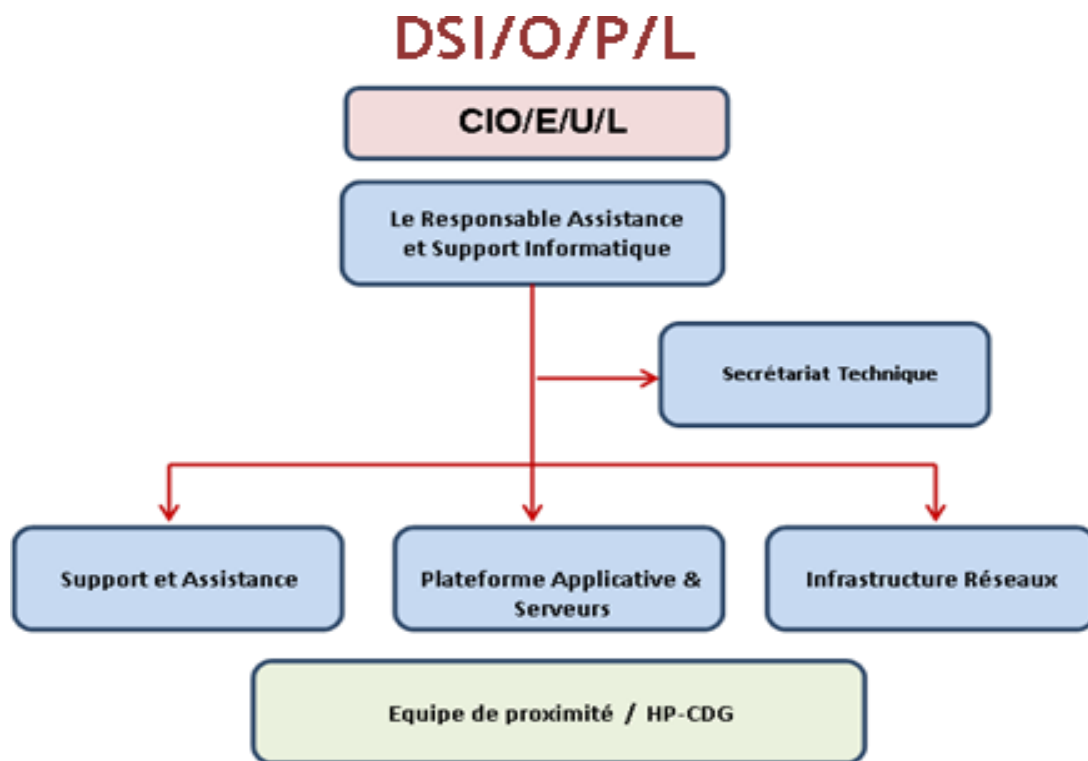 DSI/O/P/L
CIO/E/U/L
Le Responsable Assistance
et Support Informatique
Secrétariat Technique
Support et Assistance
Plateforme Applicative &
Serveurs
Infrastructure Réseaux
Equipe de proximité / HP-CDG